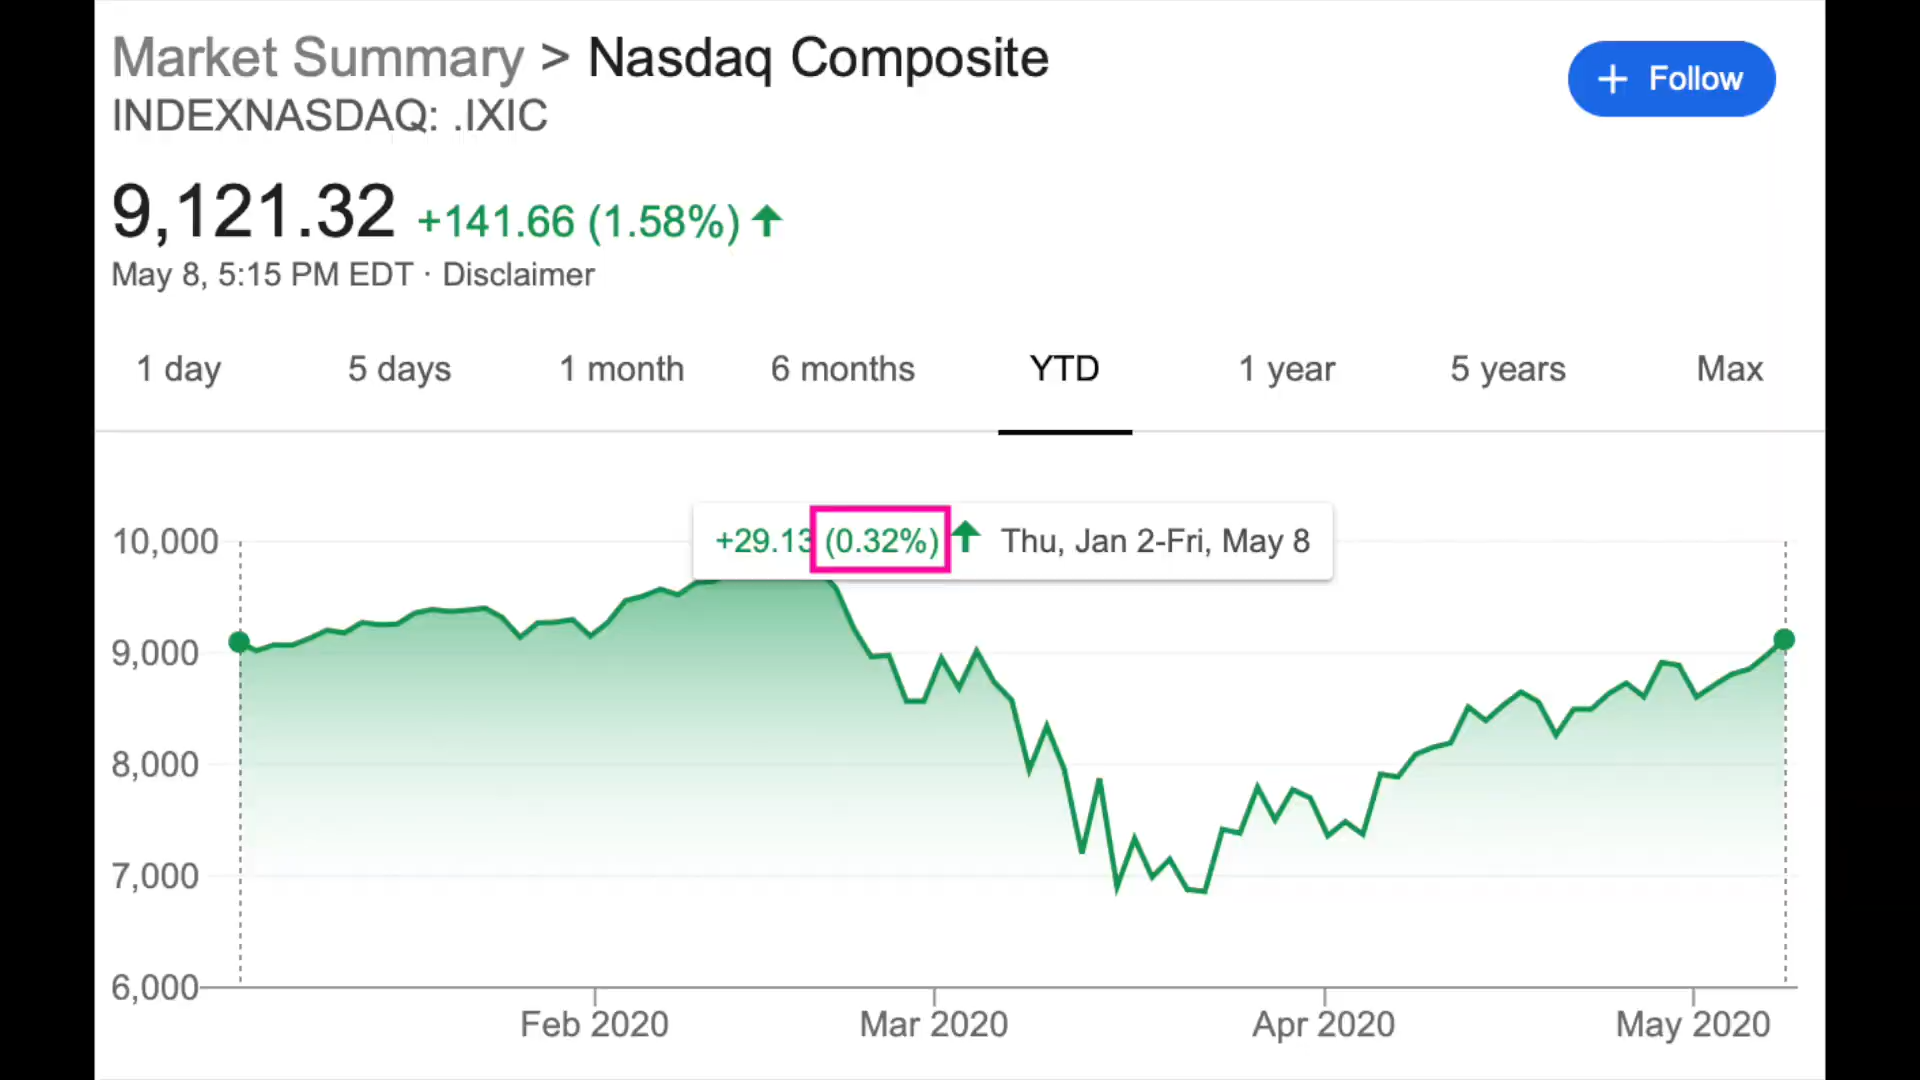 Market Summary > Nasdaq Composite
+ Follow
INDEXNASDAQ: .IXIC
9,121.32 +141.66 (1.58%)
May 8, 5:15 PM EDT · Disclaimer
1 day 5 days 1 month 6 months YTD 1 year 5 years Max
+29.13 (0.32%) Thu, Jan 2-Fri, May 8
10,000
9,000
8,000
7,000
6,000
Feb 2020 Mar 2020 Apr 2020 May 2020